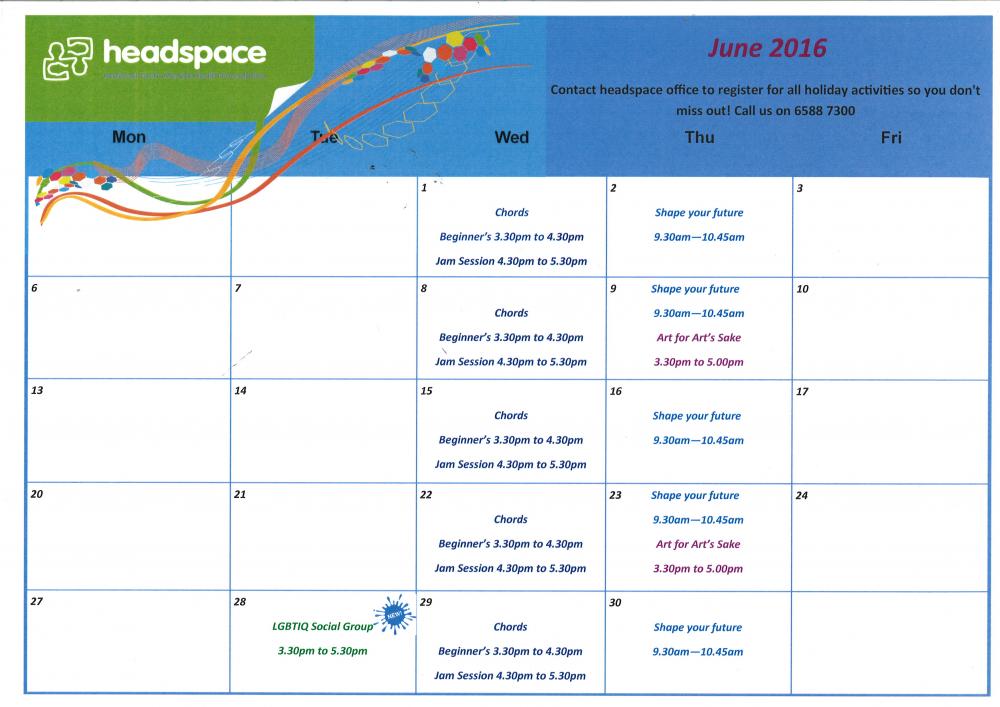 headspace
June 2016
Contact headspace office to register for all holiday activities so you don't
miss out! Call us on 6588 7300
Mon Tue Wed Thu Fri
1
Chords
Beginner's 3.30pm to 4.30pm
Jam Session 4.30pm to 5.30pm
2
Shape your future
9.30am—10.45am
3
6
7
8
Chords
Beginner's 3.30pm to 4.30pm
Jam Session 4.30pm to 5.30pm
9
Shape your future
9.30am—10.45am
Art for Art's Sake
3.30pm to 5.00pm
10
13
14
15
Chords
Beginner's 3.30pm to 4.30pm
Jam Session 4.30pm to 5.30pm
16
Shape your future
9.30am—10.45am
17
20
21
22
Chords
Beginner's 3.30pm to 4.30pm
Jam Session 4.30pm to 5.30pm
23
Shape your future
9.30am—10.45am
Art for Art's Sake
3.30pm to 5.00pm
24
27
28
NEW!
LGBTIQ Social Group
3.30pm to 5.30pm
29
Chords
Beginner's 3.30pm to 4.30pm
Jam Session 4.30pm to 5.30pm
30
Shape your future
9.30am—10.45am